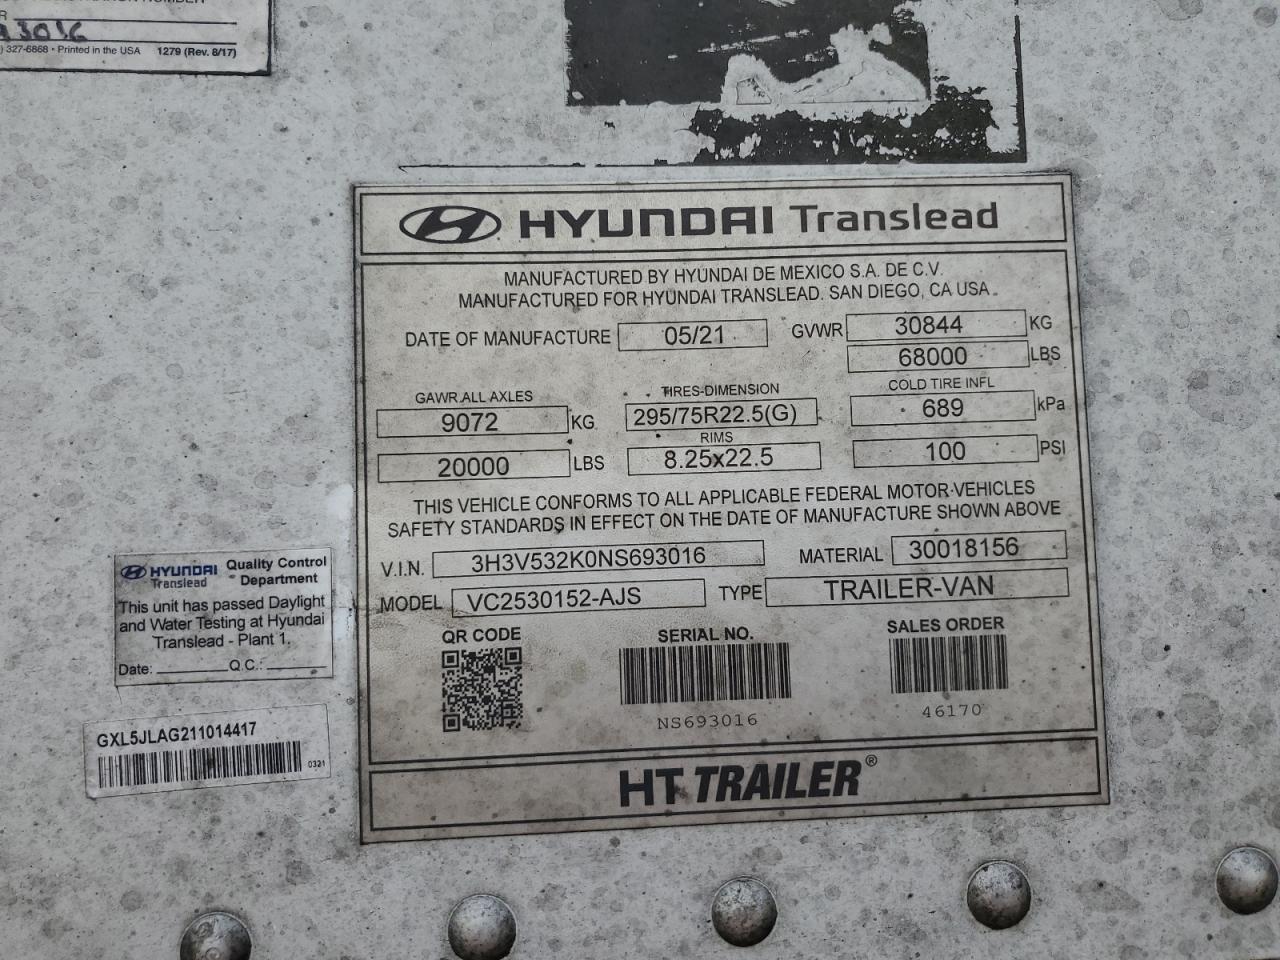 3016
) 327-6868 • Printed in the USA 1279 (Rev. 8/17)
HYUNDAI Translead
MANUFACTURED BY HYUNDAI DE MEXICO S.A. DE C.V.
MANUFACTURED FOR HYUNDAI TRANSLEAD. SAN DIEGO, CA USA
DATE OF MANUFACTURE 05/21 GVWR 30844 KG
68000 LBS
GAWR ALL AXLES TIRES-DIMENSION COLD TIRE INFL
9072 KG 295/75R22.5(G) 689 kPa
RIMS
20000 LBS 8.25x22.5 100 PSI
THIS VEHICLE CONFORMS TO ALL APPLICABLE FEDERAL MOTOR-VEHICLES
SAFETY STANDARDS IN EFFECT ON THE DATE OF MANUFACTURE SHOWN ABOVE
V.I.N. 3H3V532K0NS693016 MATERIAL 30018156
MODEL VC2530152-AJS TYPE TRAILER-VAN
QR CODE SERIAL NO. SALES ORDER
NS693016 46170
HT TRAILER®
HYUNDAI Translead Quality Control Department
This unit has passed Daylight
and Water Testing at Hyundai
Translead - Plant 1.
Date: Q.C.:
GXL5JLAG211014417
0321